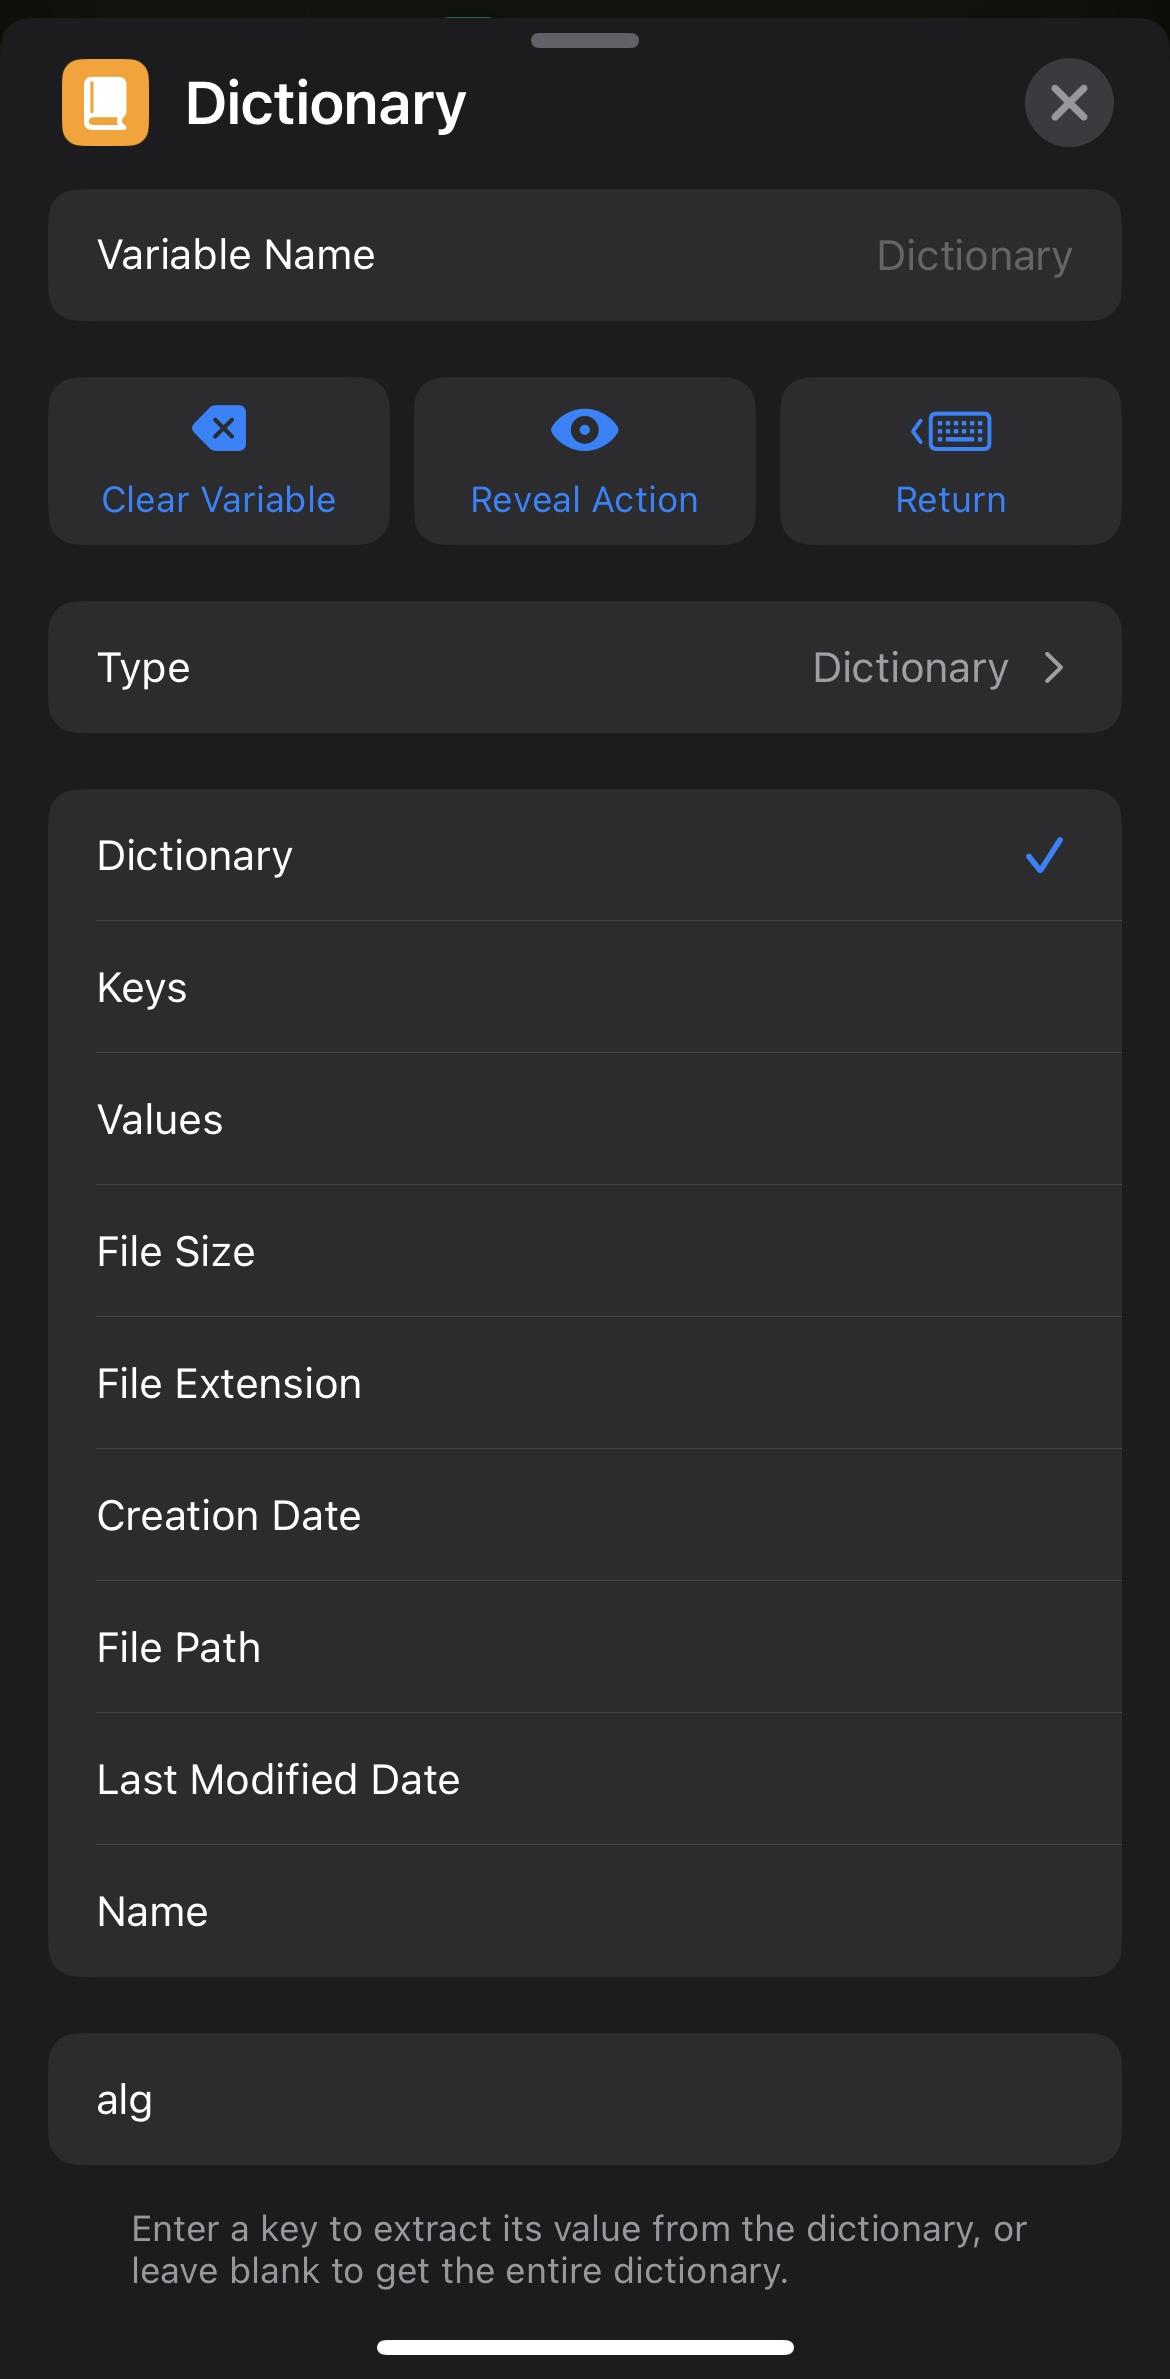 Dictionary
Variable Name Dictionary
Clear Variable Reveal Action Return
Type Dictionary
Dictionary
Keys
Values
File Size
File Extension
Creation Date
File Path
Last Modified Date
Name
alg
Enter a key to extract its value from the dictionary, or
leave blank to get the entire dictionary.